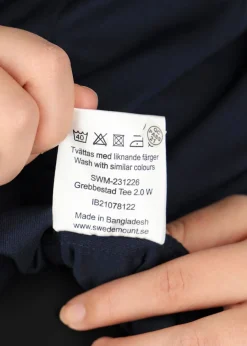 40
Tvättas med liknande färger
Wash with similar colours
SWM-231226
Grebbestad Tee 2.0 W
IB21078122
Made in Bangladesh
www.swedemount.se